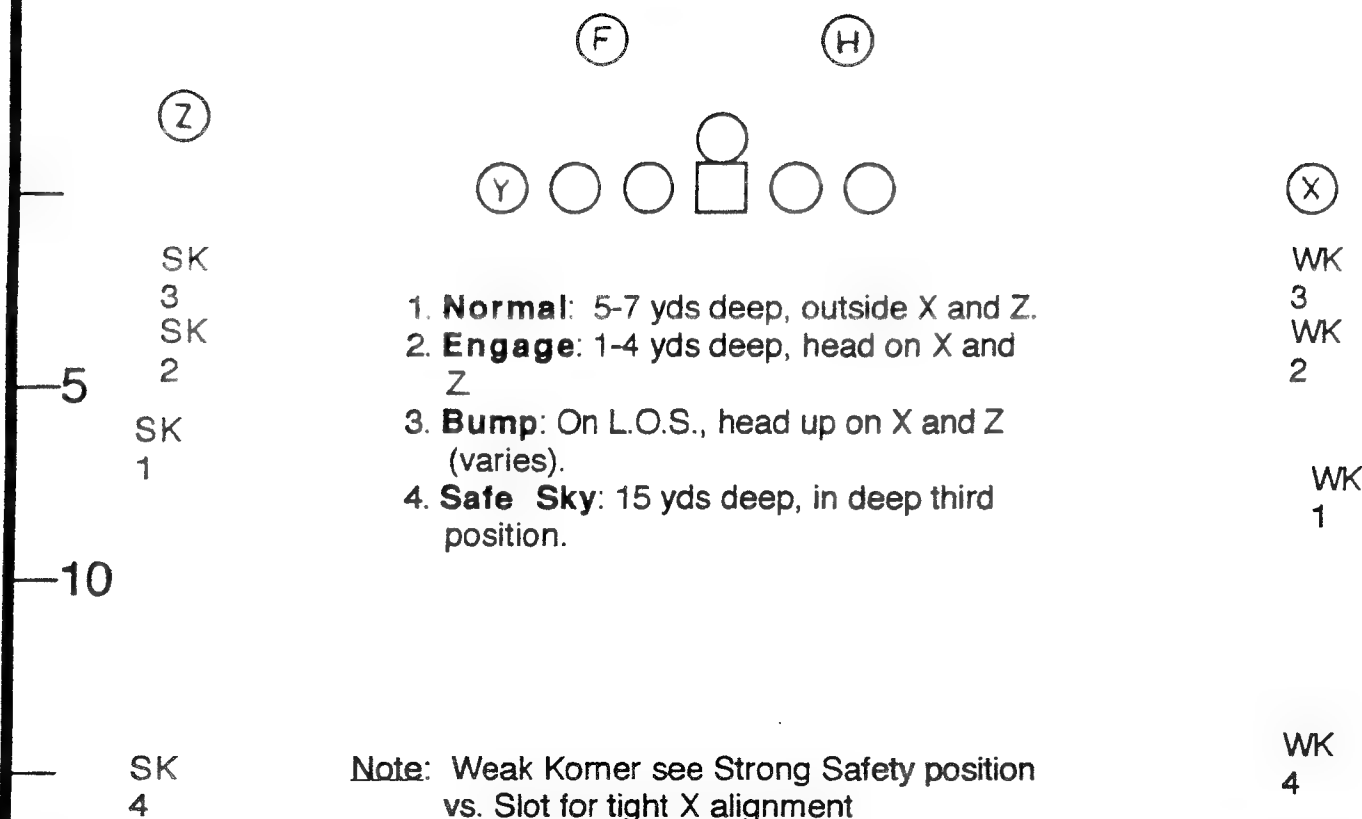 F H
Z
Y X
SK WK
3 3
SK WK
2 2
5
SK
1
WK
1
1. Normal: 5-7 yds deep, outside X and Z.
2. Engage: 1-4 yds deep, head on X and
Z
3. Bump: On L.O.S., head up on X and Z
(varies).
4. Safe Sky: 15 yds deep, in deep third
position.
10
SK WK
4 4
Note: Weak Korner see Strong Safety position
vs. Slot for tight X alignment